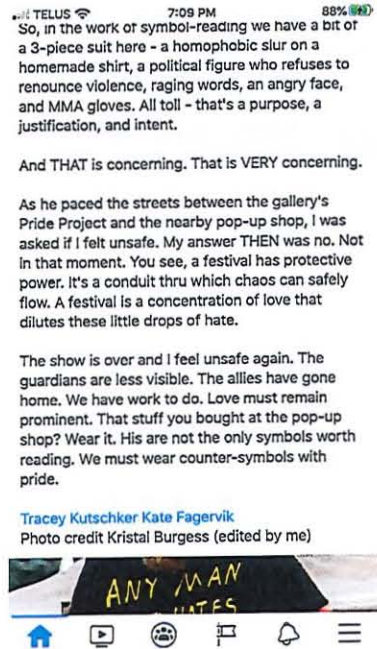 TELUS 7:09 PM 88%
So, in the work of symbol-reading we have a bit of
a 3-piece suit here - a homophobic slur on a
homemade shirt, a political figure who refuses to
renounce violence, raging words, an angry face,
and MMA gloves. All toll - that's a purpose, a
justification, and intent.
And THAT is concerning. That is VERY concerning.
As he paced the streets between the gallery's
Pride Project and the nearby pop-up shop, I was
asked if I felt unsafe. My answer THEN was no. Not
in that moment. You see, a festival has protective
power. It's a conduit thru which chaos can safely
flow. A festival is a concentration of love that
dilutes these little drops of hate.
The show is over and I feel unsafe again. The
guardians are less visible. The allies have gone
home. We have work to do. Love must remain
prominent. That stuff you bought at the pop-up
shop? Wear it. His are not the only symbols worth
reading. We must wear counter-symbols with
pride.
Tracey Kutschker Kate Fagervik
Photo credit Kristal Burgess (edited by me)
ANY MAN